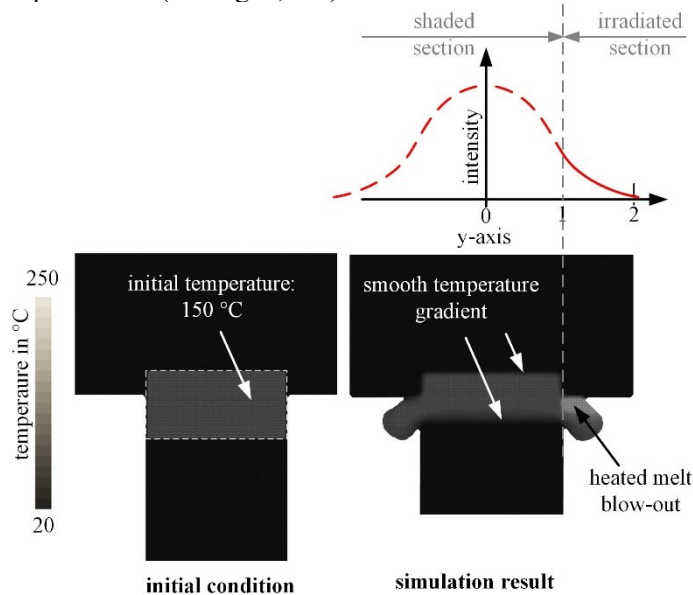 shaded
section
irradiated
section
intensity
0
1
2
y-axis
250
temperaure in °C
20
initial temperature:
150 °C
smooth temperature
gradient
heated melt
blow-out
initial condition
simulation result